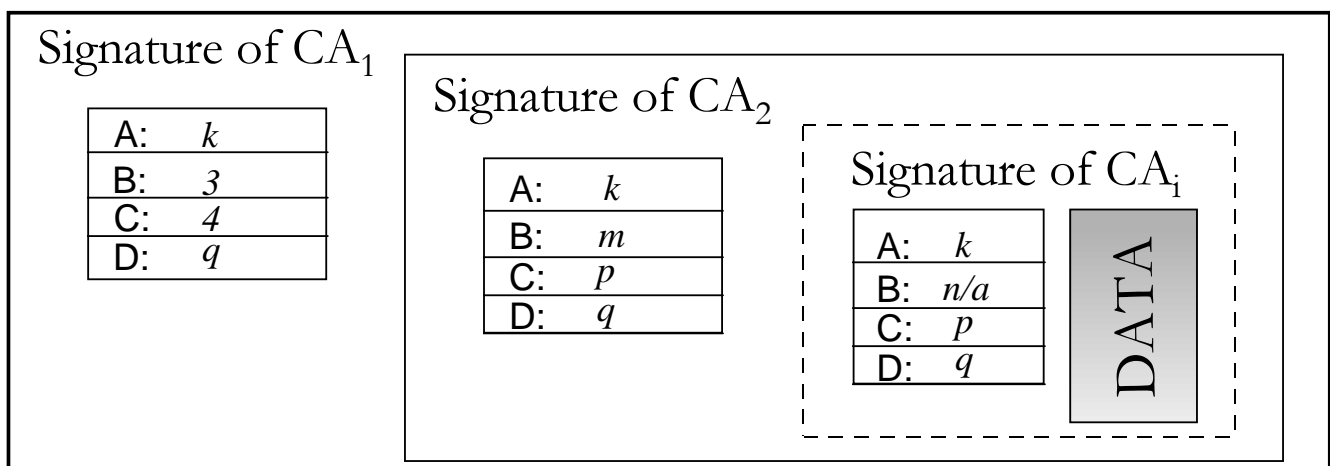 Signature of CA₁
A: k
B: 3
C: 4
D: q
Signature of CA₂
A: k
B: m
C: p
D: q
Signature of CAᵢ
A: k
B: n/a
C: p
D: q
DATA